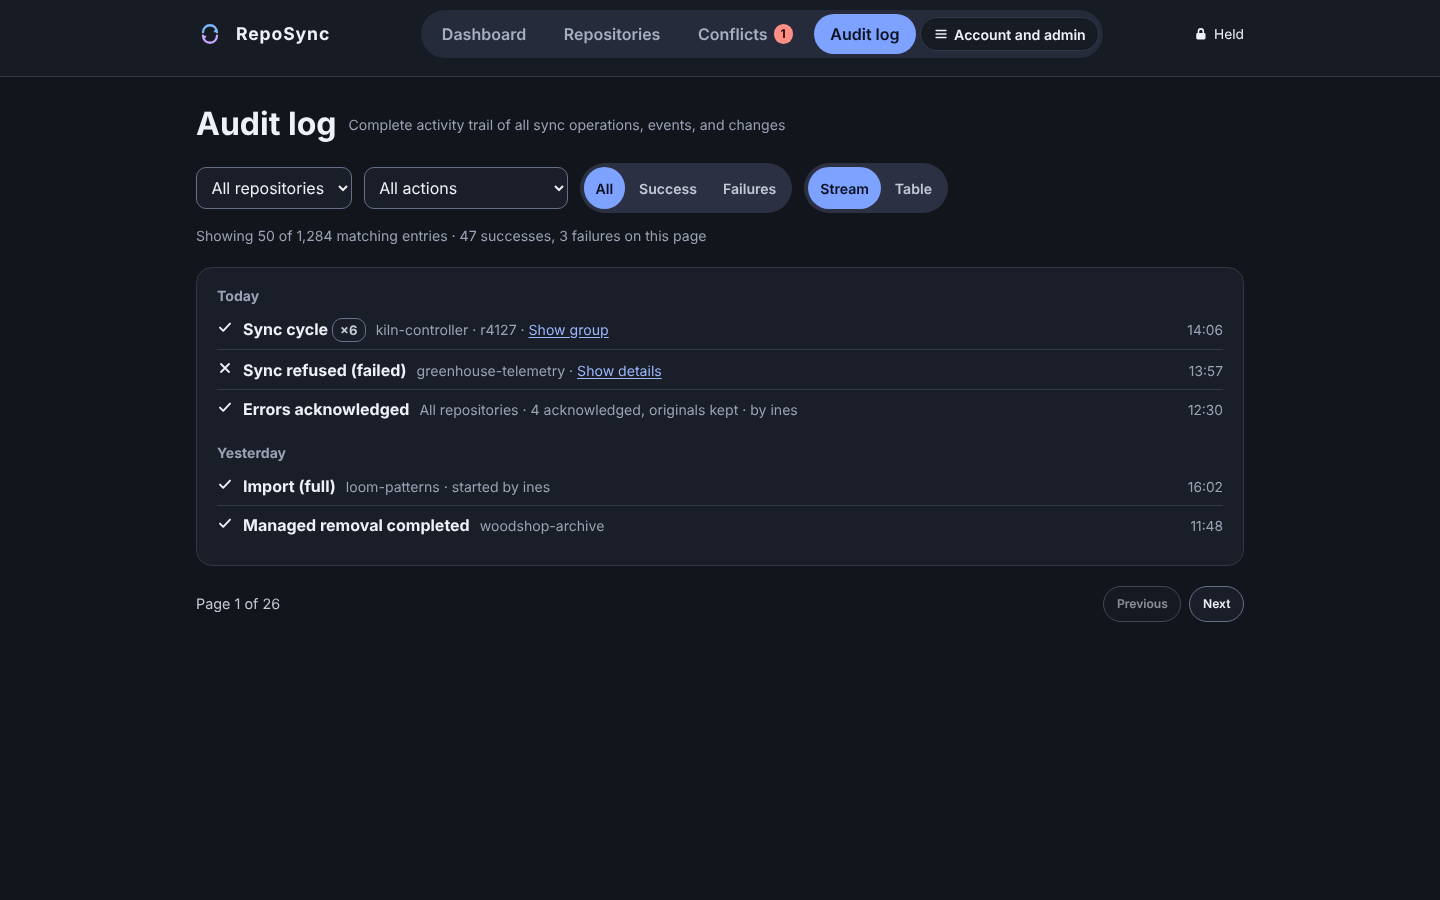 RepoSync
Dashboard Repositories Conflicts 1 Audit log Account and admin Held
Audit log Complete activity trail of all sync operations, events, and changes
All repositories All actions All Success Failures Stream Table
Showing 50 of 1,284 matching entries · 47 successes, 3 failures on this page
Today
Sync cycle ×6 kiln-controller · r4127 · Show group 14:06
Sync refused (failed) greenhouse-telemetry · Show details 13:57
Errors acknowledged All repositories · 4 acknowledged, originals kept · by ines 12:30
Yesterday
Import (full) loom-patterns · started by ines 16:02
Managed removal completed woodshop-archive 11:48
Page 1 of 26 Previous Next